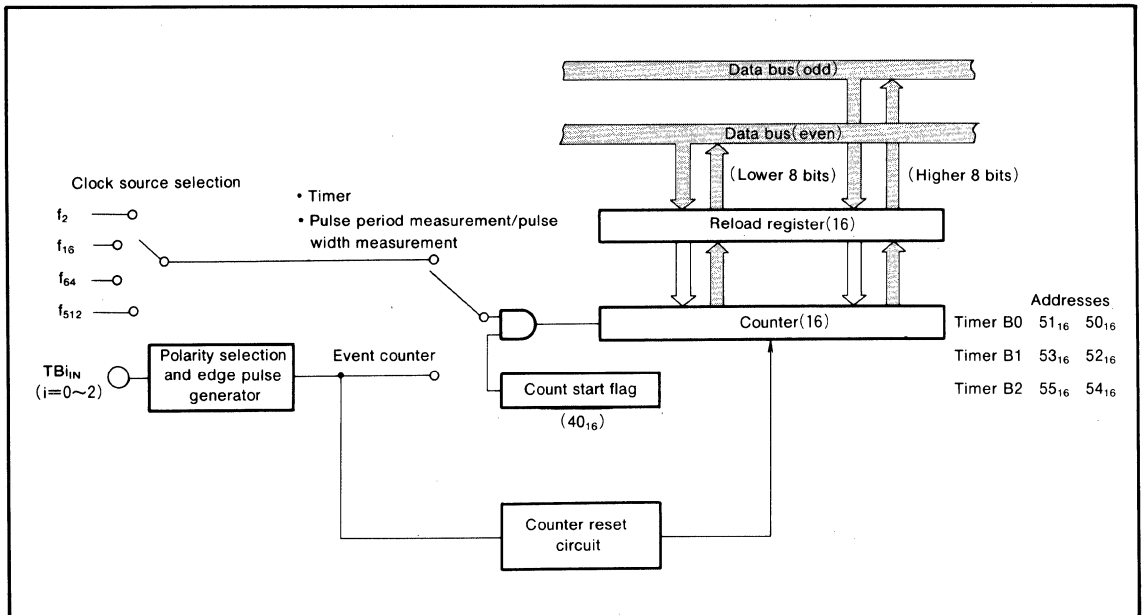 Data bus(odd)
Data bus(even)
(Lower 8 bits)
(Higher 8 bits)
Clock source selection
f₂
f₁₆
f₆₄
f₅₁₂
• Timer
• Pulse period measurement/pulse
width measurement
Reload register(16)
Counter(16)
Addresses
Timer B0 51₁₆ 50₁₆
Timer B1 53₁₆ 52₁₆
Timer B2 55₁₆ 54₁₆
TBiIN
(i=0~2)
Polarity selection
and edge pulse
generator
Event counter
Count start flag
(40₁₆)
Counter reset
circuit